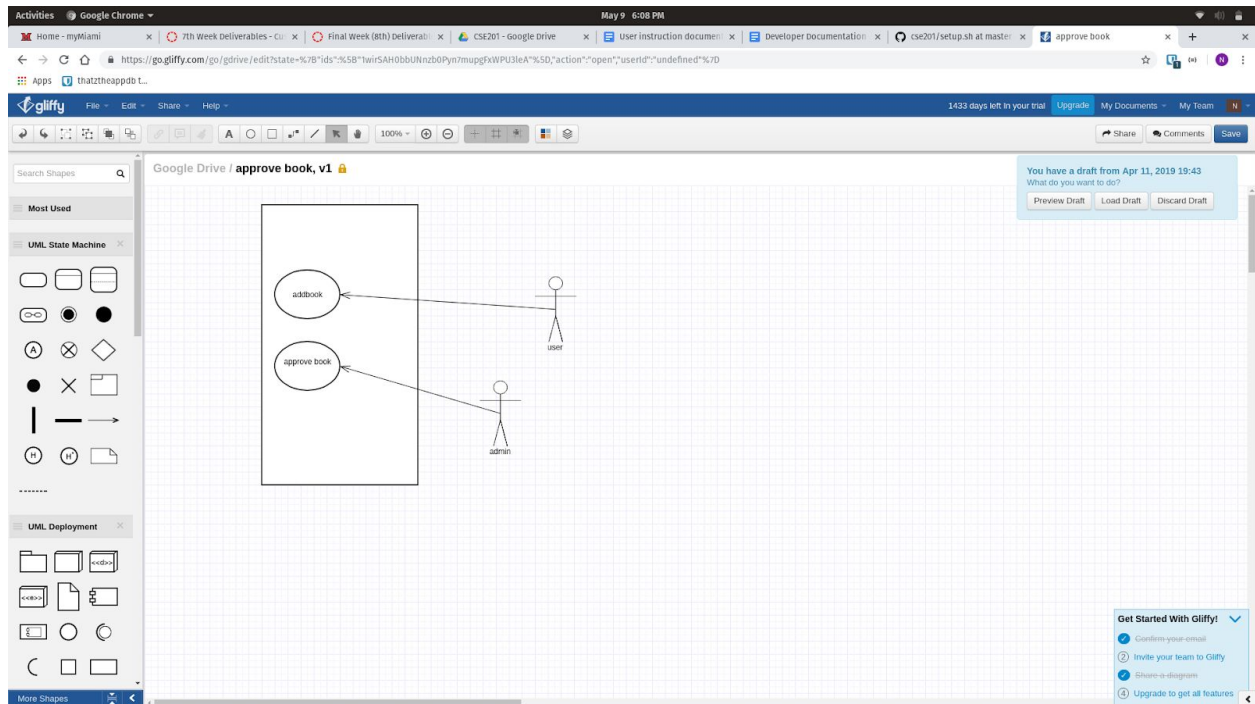 Activities Google Chrome May 9 6:08 PM
Home - myMiami
7th Week Deliverables - Cu
Final Week (8th) Deliverabl
CSE201 - Google Drive
User instruction document
Developer Documentation
cse201/setup.sh at master
approve book
https://go.gliffy.com/go/gdrive/edit?state=%7B"ids":%5B"1wirSAH0bbUNnzb0Pyn7mupgFxWPU3leA"%5D,"action":"open","userId":"undefined"%7D
Apps thatztheappdb t...
gliffy File Edit Share Help 1433 days left in your trial Upgrade My Documents My Team N
A 100% Share Comments Save
Search Shapes
Google Drive / approve book, v1
You have a draft from Apr 11, 2019 19:43
What do you want to do?
Preview Draft Load Draft Discard Draft
Most Used
UML State Machine
A
H H*
UML Deployment
<<d>>
<<e>>
More Shapes
addbook
user
approve book
admin
Get Started With Gliffy!
Confirm your email
2 Invite your team to Gliffy
Share a diagram
4 Upgrade to get all features